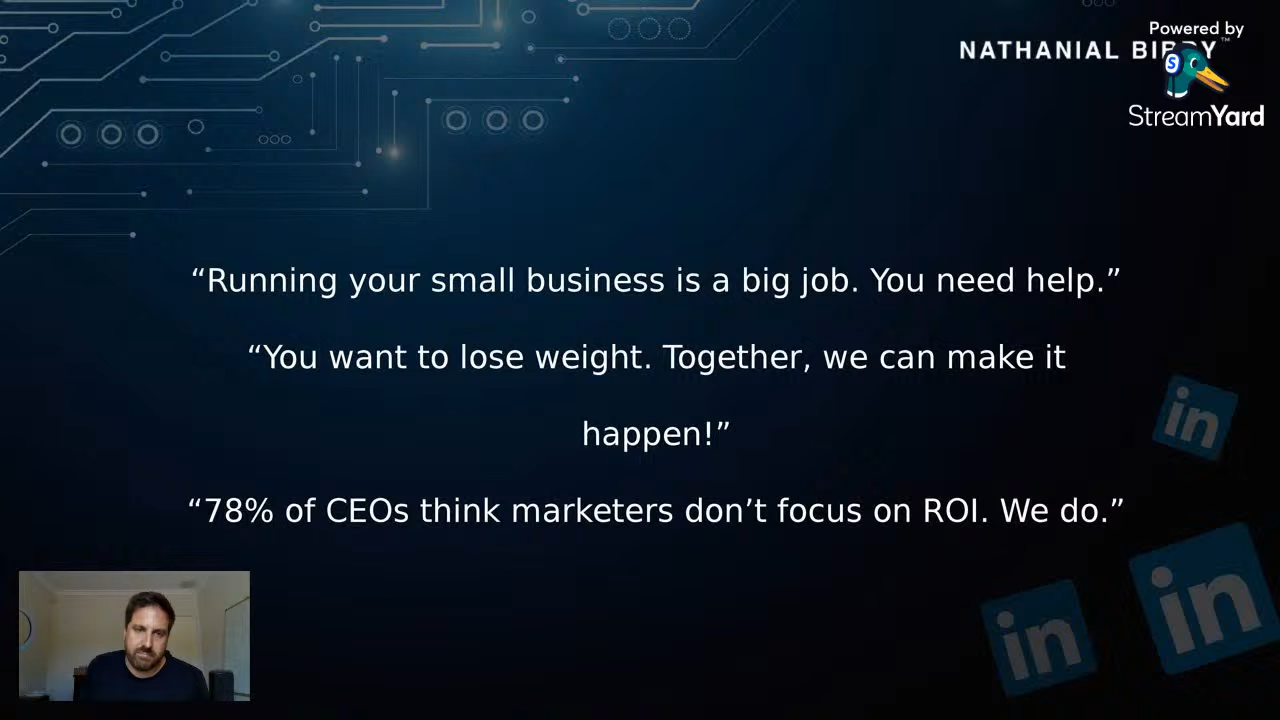 Powered by
NATHANIAL
StreamYard
“Running your small business is a big job. You need help.”
“You want to lose weight. Together, we can make it
happen!”
“78% of CEOs think marketers don’t focus on ROI. We do.”
in
in
in